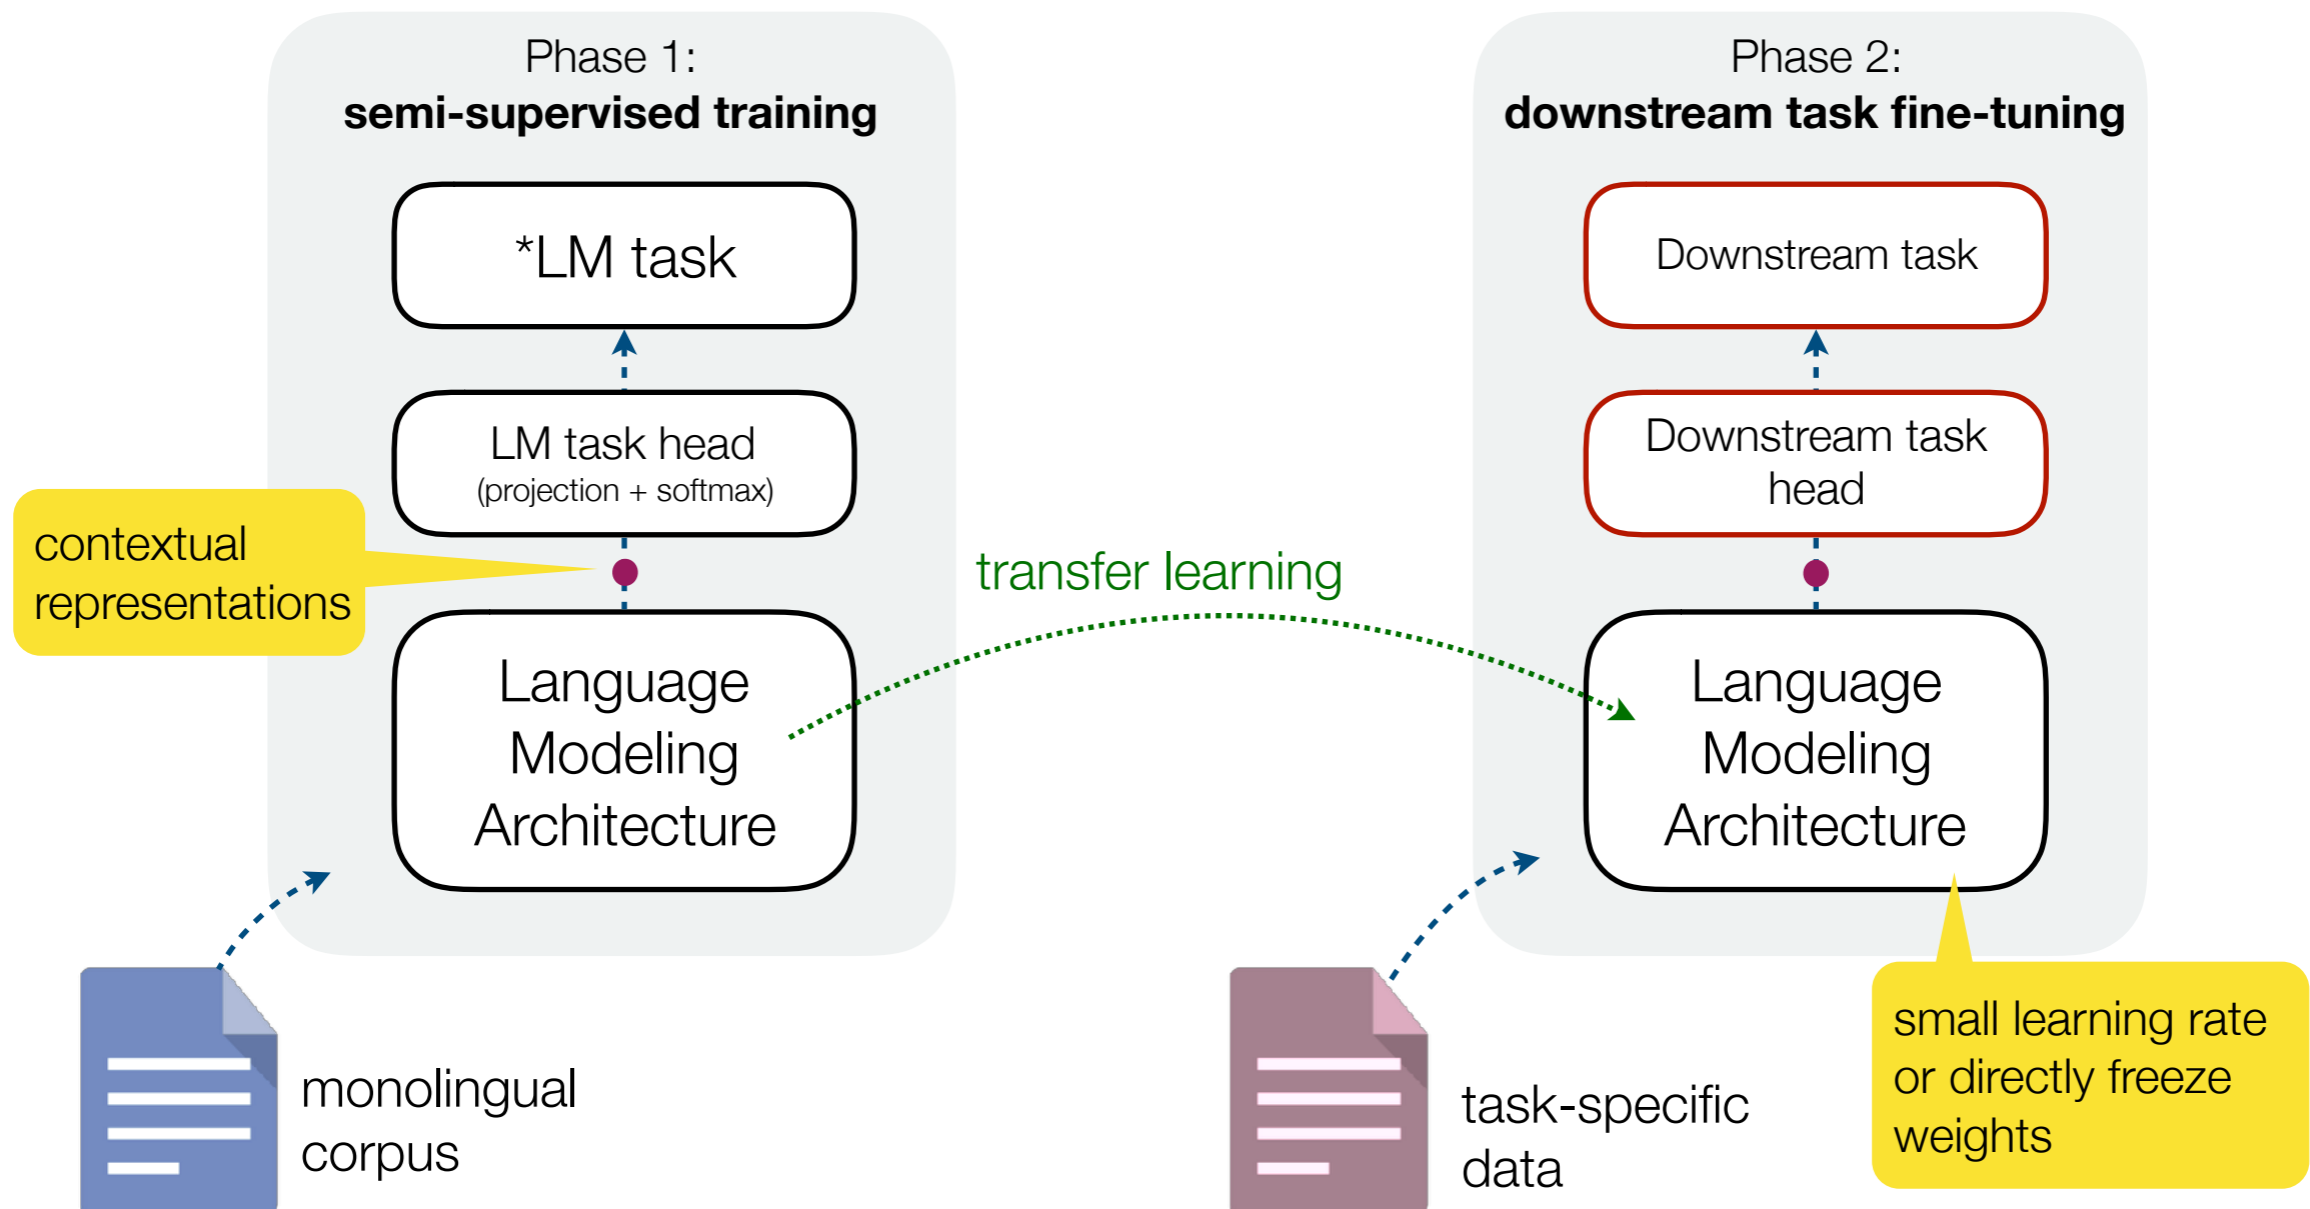 Phase 1:
semi-supervised training
*LM task
LM task head
(projection + softmax)
contextual
representations
Language
Modeling
Architecture
monolingual
corpus
transfer learning
Phase 2:
downstream task fine-tuning
Downstream task
Downstream task
head
Language
Modeling
Architecture
task-specific
data
small learning rate
or directly freeze
weights